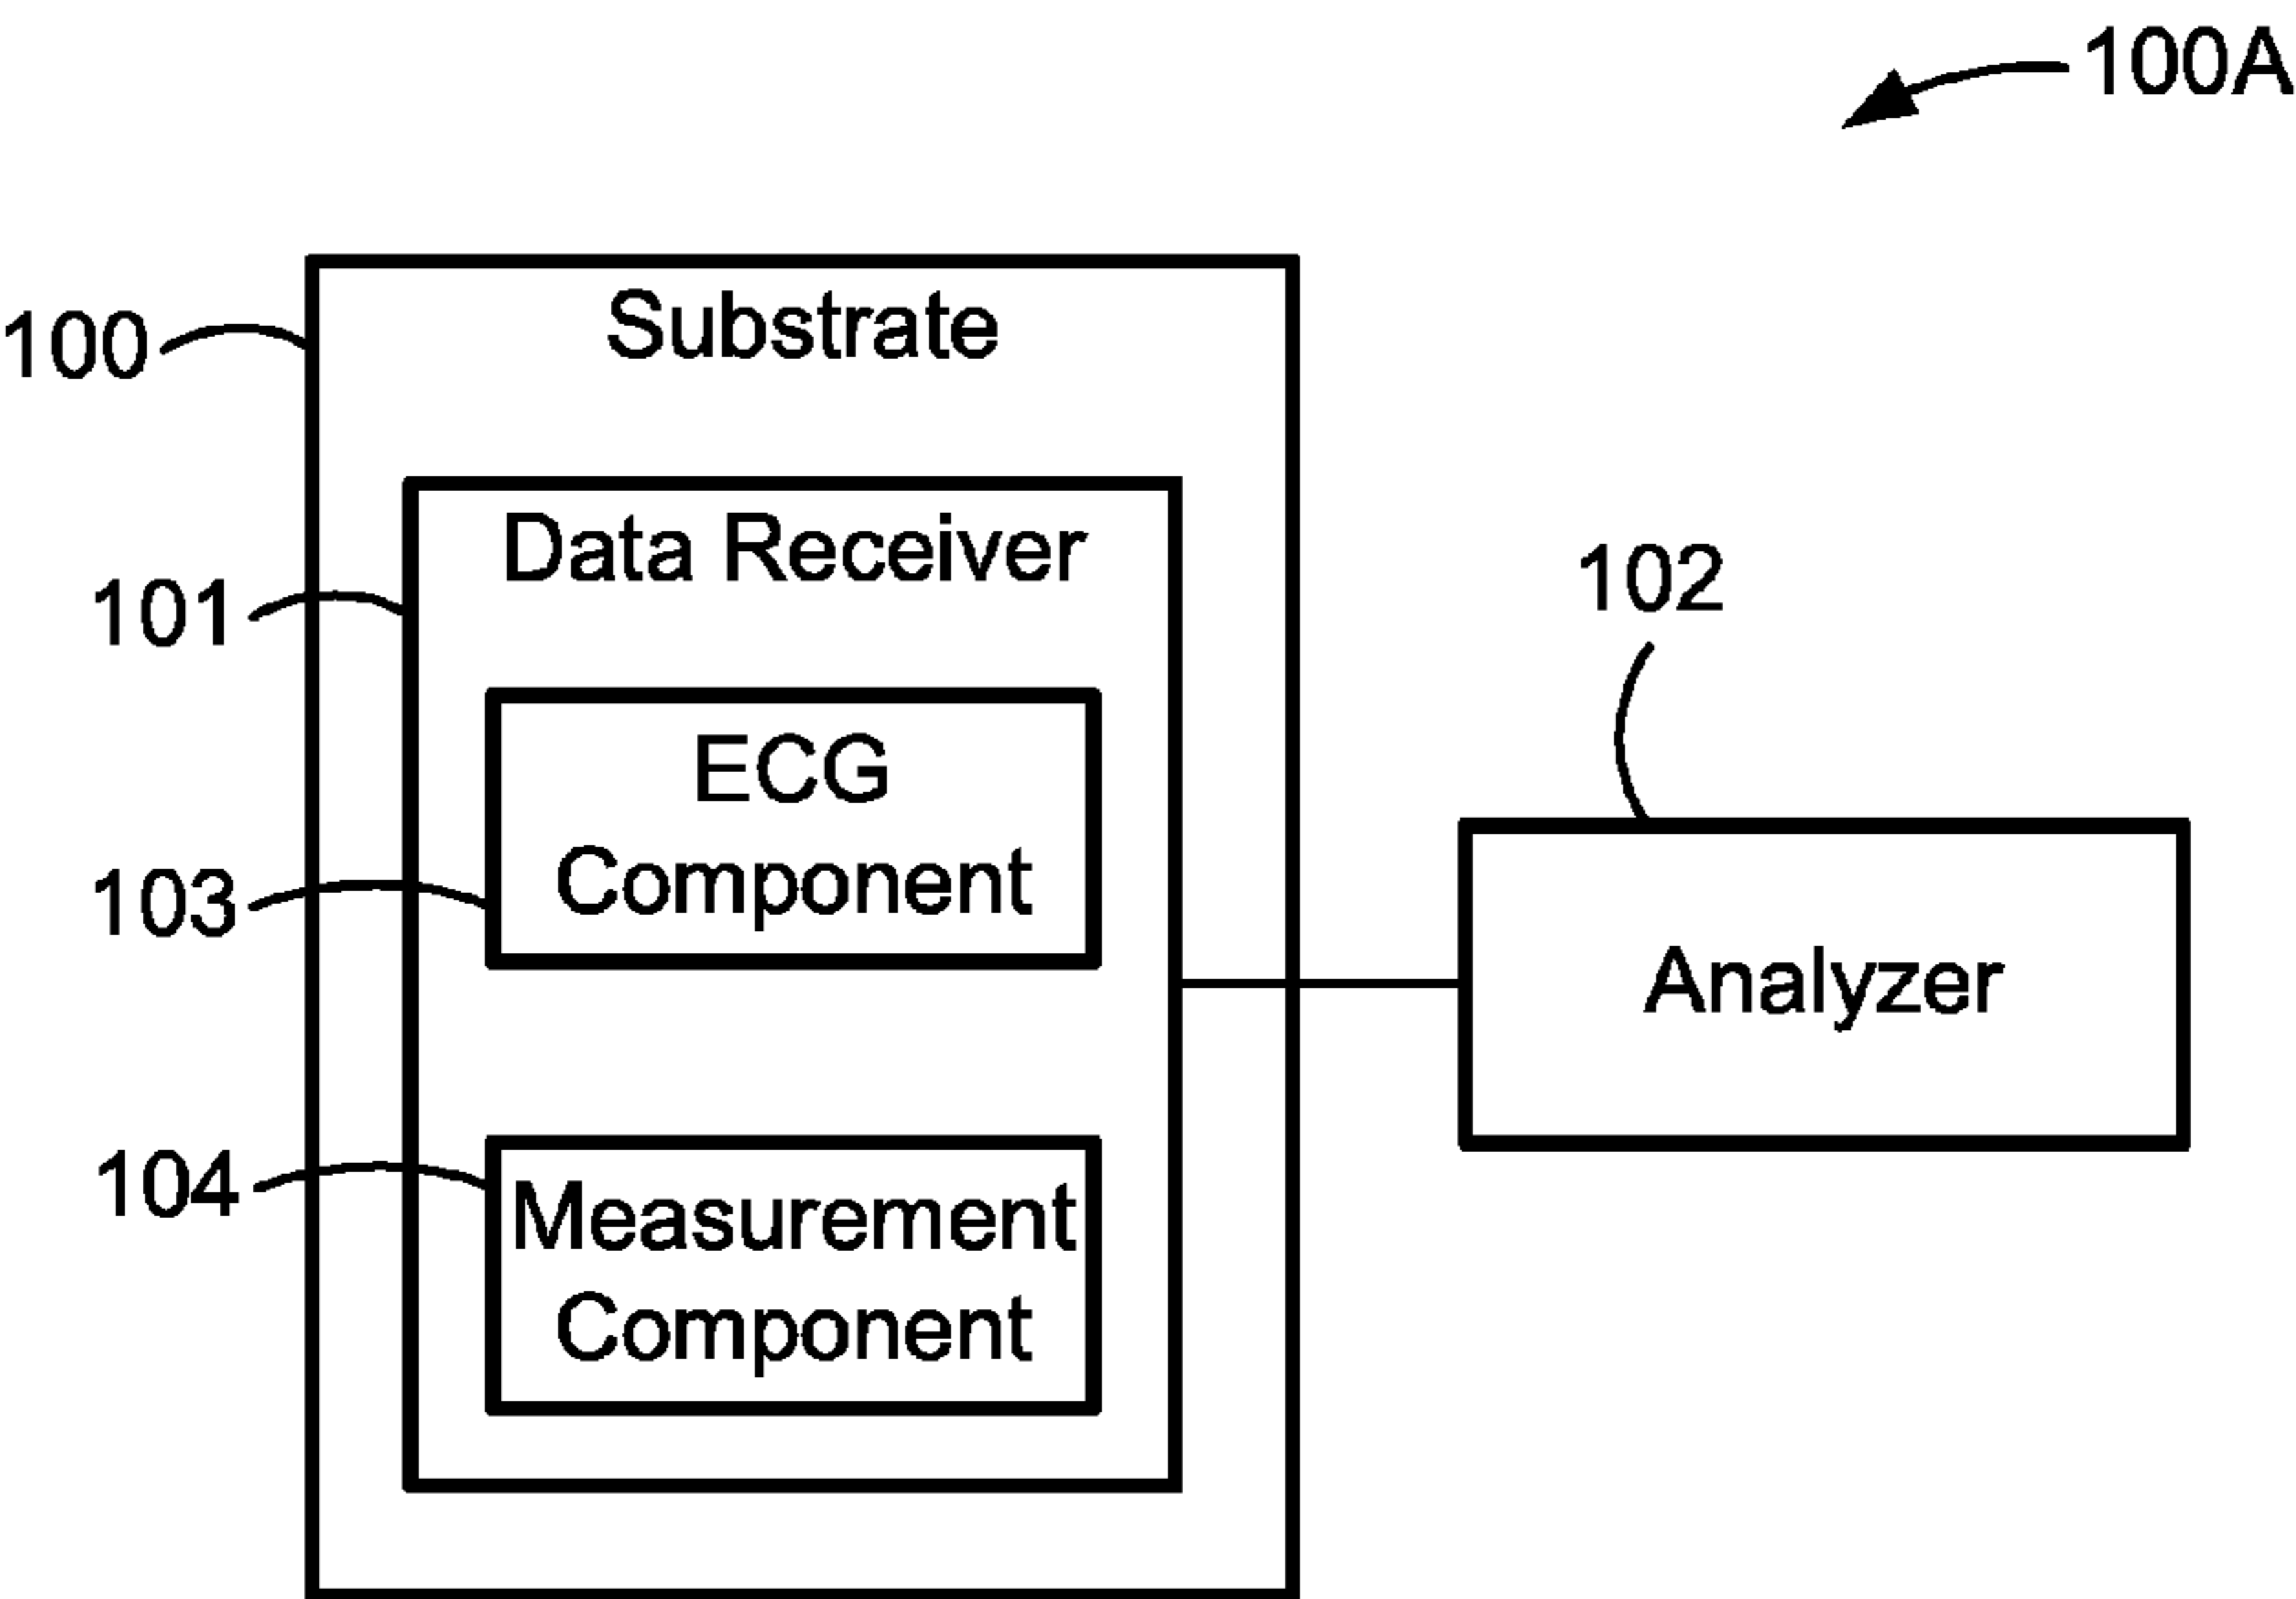 100A
Substrate
100
Data Receiver
101
102
ECG
Component
103
Analyzer
104
Measurement
Component